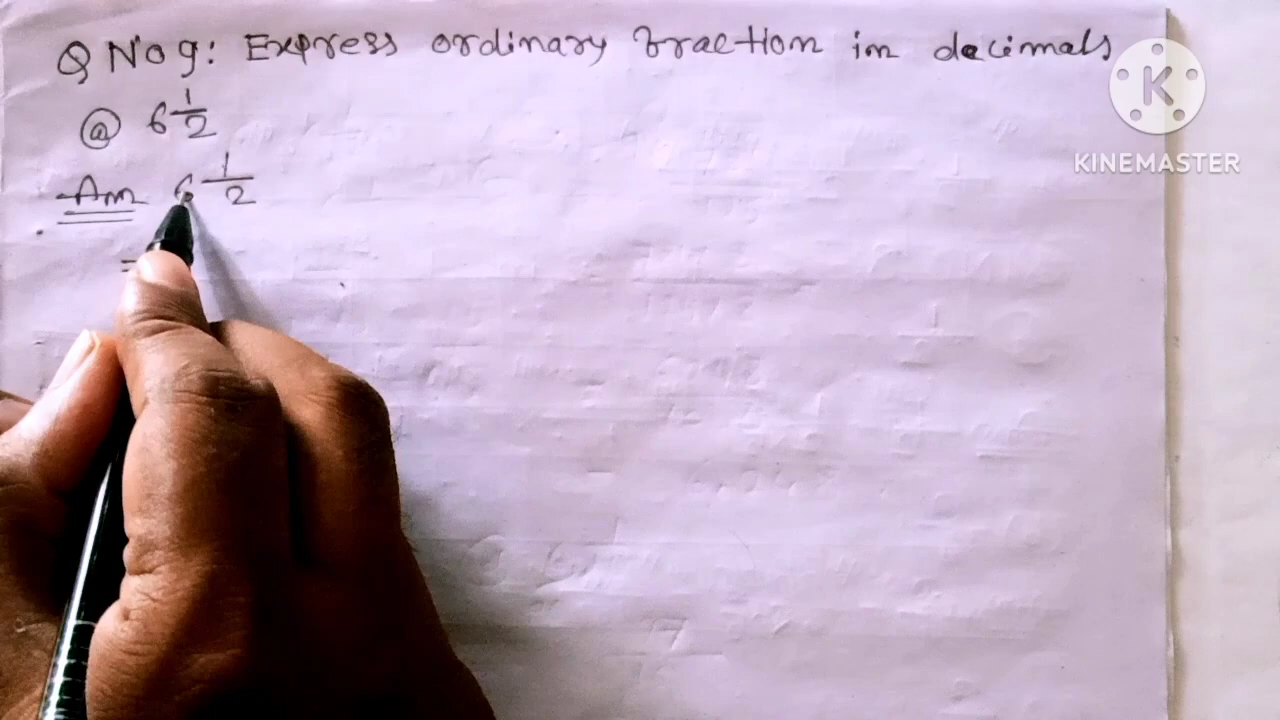 Q No 9: Express ordinary fraction in decimals
ⓐ 6 1/2
Ans 6 1/2
=
K
KINEMASTER